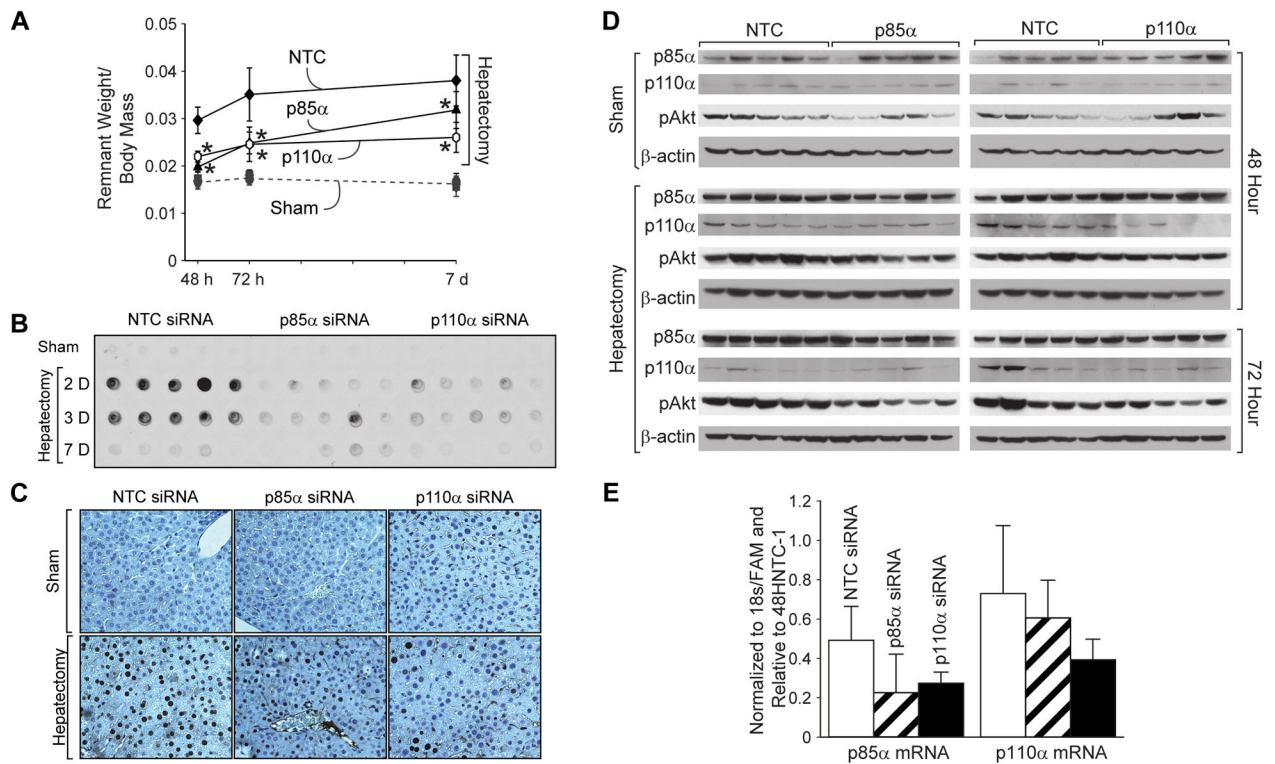 A
0.05
0.04
0.03
0.02
0.01
0
Remnant Weight/
Body Mass
NTC
p85α
p110α
Sham
*
*
*
*
*
*
Hepatectomy
48 h
72 h
7 d
B
NTC siRNA
p85α siRNA
p110α siRNA
Sham
Hepatectomy
2 D
3 D
7 D
C
NTC siRNA
p85α siRNA
p110α siRNA
Sham
Hepatectomy
D
NTC
p85α
NTC
p110α
Sham
p85α
p110α
pAkt
β-actin
48 Hour
Hepatectomy
p85α
p110α
pAkt
β-actin
p85α
p110α
pAkt
β-actin
72 Hour
E
Normalized to 18s/FAM and
Relative to 48HNTC-1
1.2
1.0
0.8
0.6
0.4
0.2
0
NTC siRNA
p85α siRNA
p110α siRNA
p85α mRNA
p110α mRNA